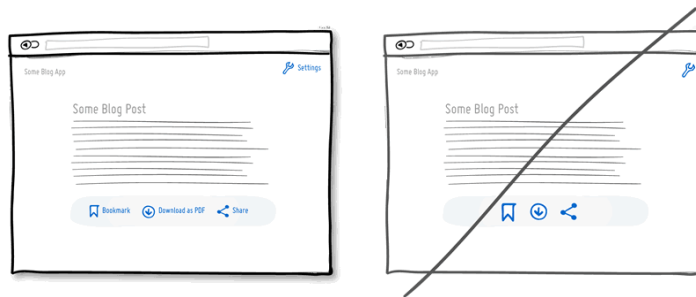 Some Blog App
Settings
Some Blog Post
Bookmark
Download as PDF
Share
Some Blog App
Some Blog Post